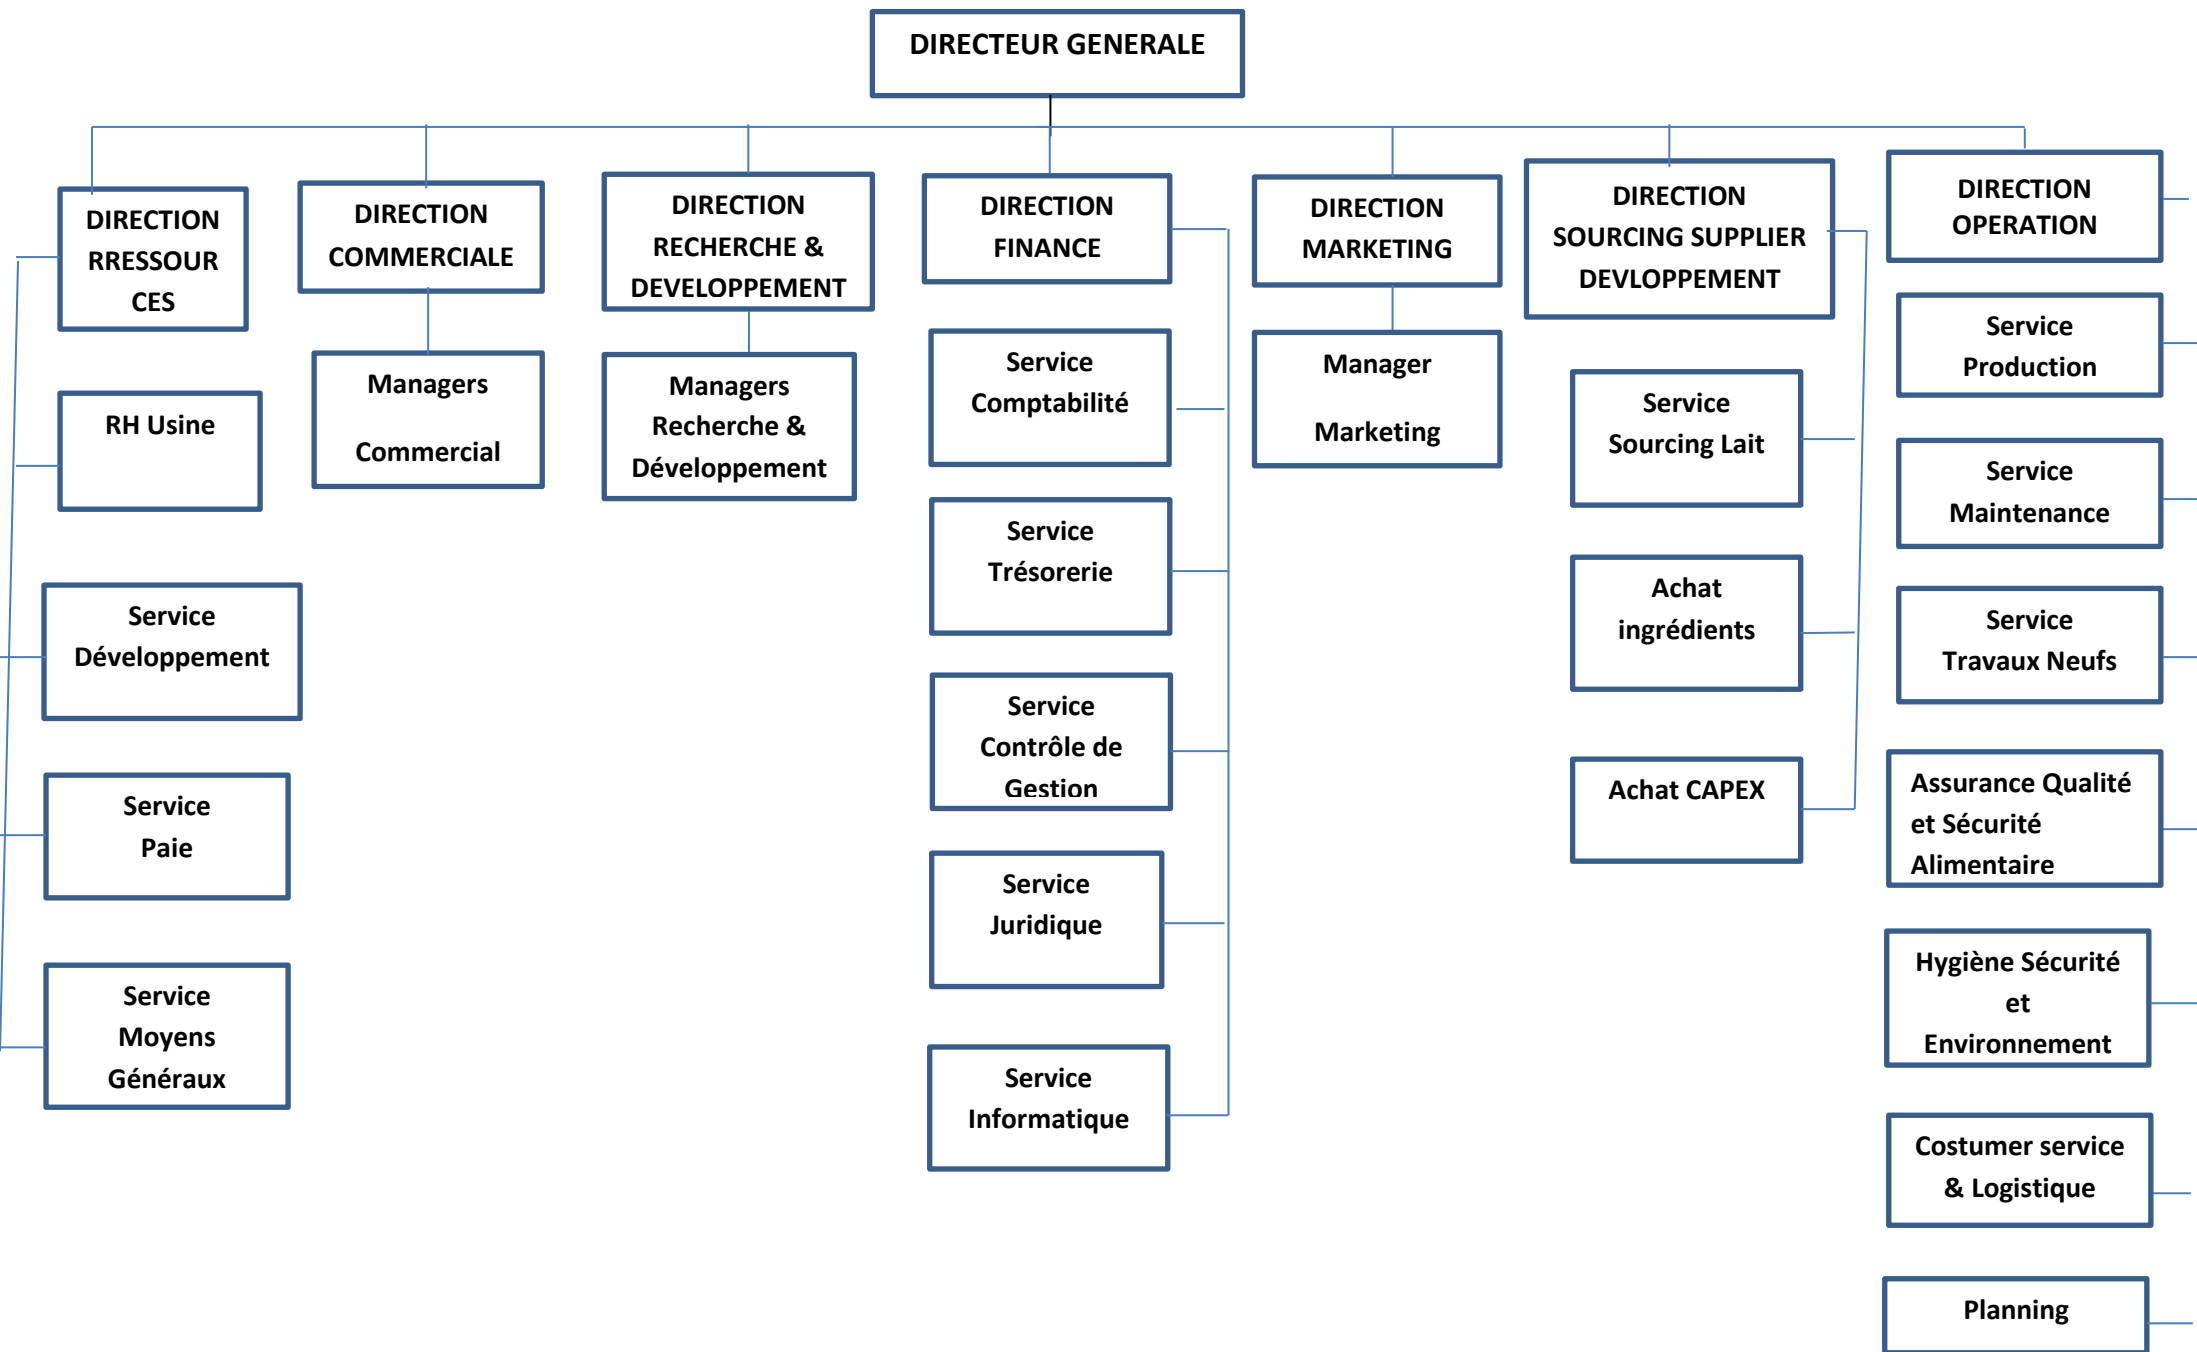 DIRECTEUR GENERALE
DIRECTION
RRESSOUR
CES
DIRECTION
COMMERCIALE
DIRECTION
RECHERCHE &
DEVELOPPEMENT
DIRECTION
FINANCE
DIRECTION
MARKETING
DIRECTION
SOURCING SUPPLIER
DEVLOPPEMENT
DIRECTION
OPERATION
RH Usine
Service
Développement
Service
Paie
Service
Moyens
Généraux
Managers
Commercial
Managers
Recherche &
Développement
Service
Comptabilité
Service
Trésorerie
Service
Contrôle de
Gestion
Service
Juridique
Service
Informatique
Manager
Marketing
Service
Sourcing Lait
Achat
ingrédients
Achat CAPEX
Service
Production
Service
Maintenance
Service
Travaux Neufs
Assurance Qualité
et Sécurité
Alimentaire
Hygiène Sécurité
et
Environnement
Costumer service
& Logistique
Planning